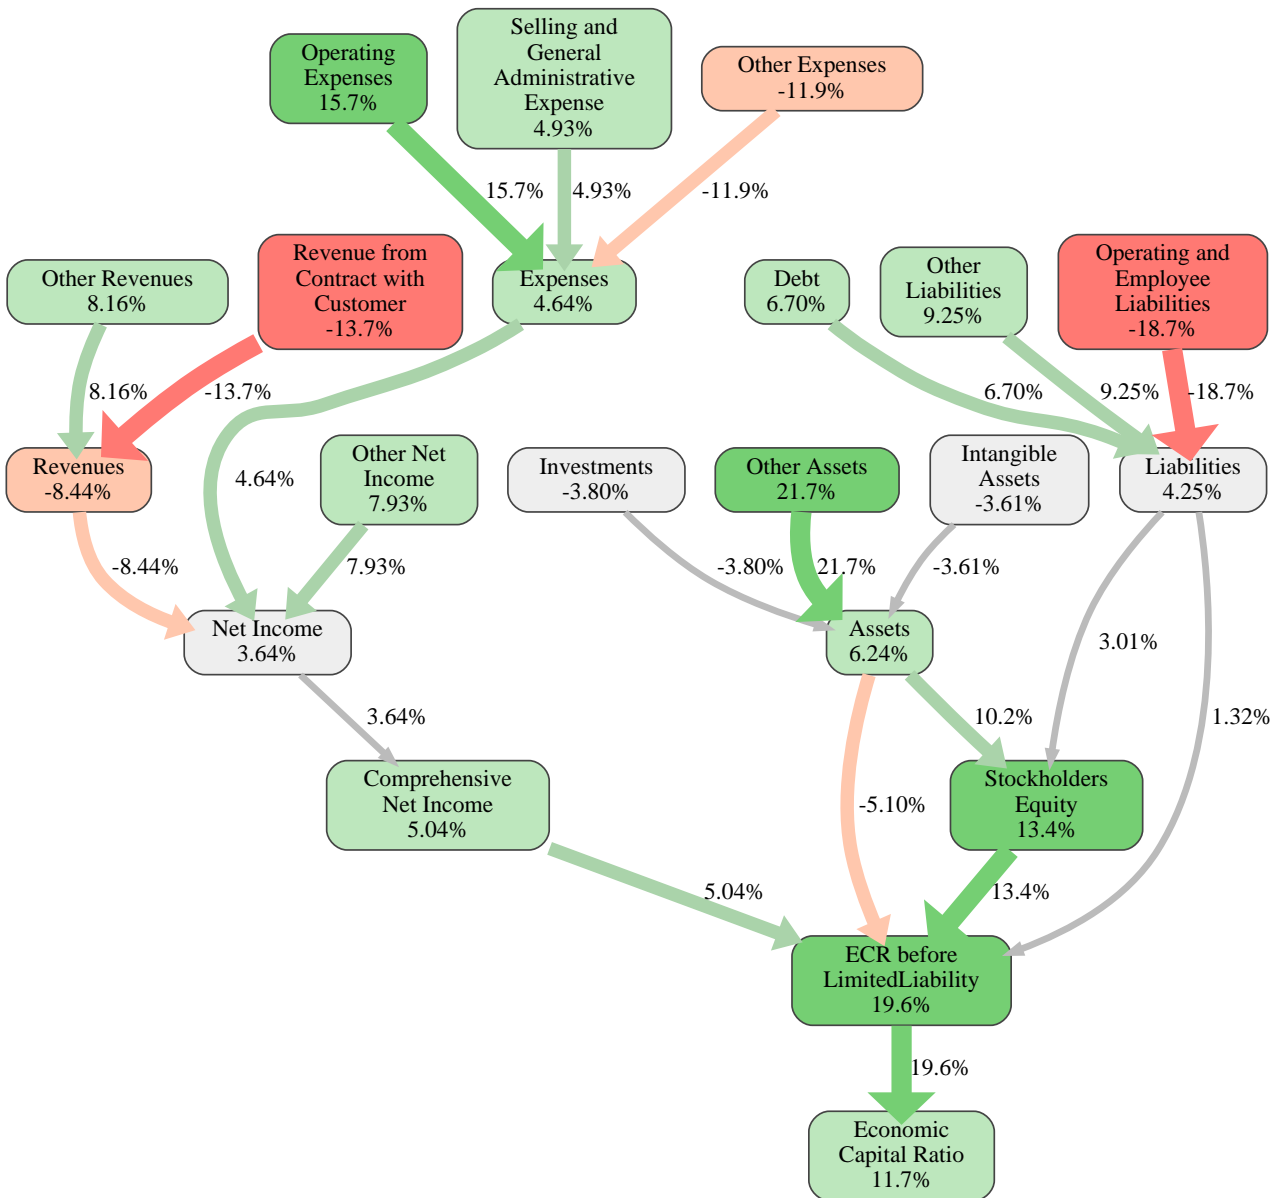 Operating
Expenses
15.7%
Selling and
General
Administrative
Expense
4.93%
Other Expenses
-11.9%
15.7%
4.93%
-11.9%
Other Revenues
8.16%
Revenue from
Contract with
Customer
-13.7%
Expenses
4.64%
Debt
6.70%
Other
Liabilities
9.25%
Operating and
Employee
Liabilities
-18.7%
8.16%
-13.7%
6.70%
9.25%
-18.7%
Revenues
-8.44%
4.64%
Other Net
Income
7.93%
Investments
-3.80%
Other Assets
21.7%
Intangible
Assets
-3.61%
Liabilities
4.25%
-8.44%
7.93%
-3.80%
21.7%
-3.61%
Net Income
3.64%
Assets
6.24%
3.01%
3.64%
10.2%
1.32%
Comprehensive
Net Income
5.04%
-5.10%
Stockholders
Equity
13.4%
5.04%
13.4%
ECR before
LimitedLiability
19.6%
19.6%
Economic
Capital Ratio
11.7%